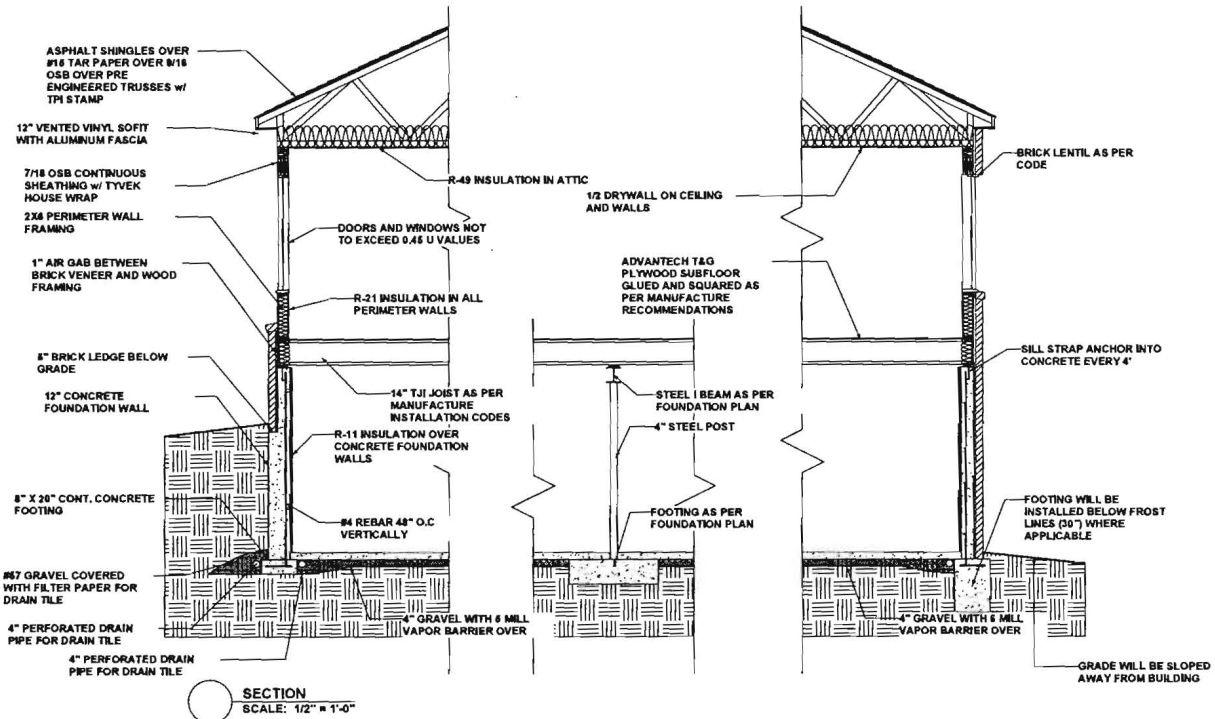 ASPHALT SHINGLES OVER
#15 TAR PAPER OVER 9/16
OSB OVER PRE
ENGINEERED TRUSSES w/
TPI STAMP
12" VENTED VINYL SOFIT
WITH ALUMINUM FASCIA
7/16 OSB CONTINUOUS
SHEATHING w/ TYVEK
HOUSE WRAP
2X6 PERIMETER WALL
FRAMING
1" AIR GAB BETWEEN
BRICK VENEER AND WOOD
FRAMING
BRICK LEDGE BELOW
GRADE
12" CONCRETE
FOUNDATION WALL
8" X 20" CONT. CONCRETE
FOOTING
#57 GRAVEL COVERED
WITH FILTER PAPER FOR
DRAIN TILE
4" PERFORATED DRAIN
PIPE FOR DRAIN TILE
4" PERFORATED DRAIN
PIPE FOR DRAIN TILE
R-49 INSULATION IN ATTIC
DOORS AND WINDOWS NOT
TO EXCEED 0.45 U VALUES
R-21 INSULATION IN ALL
PERIMETER WALLS
14" TJI JOIST AS PER
MANUFACTURE
INSTALLATION CODES
R-11 INSULATION OVER
CONCRETE FOUNDATION
WALLS
#4 REBAR 48" O.C
VERTICALLY
4" GRAVEL WITH 6 MILL
VAPOR BARRIER OVER
1/2 DRYWALL ON CEILING
AND WALLS
ADVANTECH T&G
PLYWOOD SUBFLOOR
GLUED AND SQUARED AS
PER MANUFACTURE
RECOMMENDATIONS
STEEL I BEAM AS PER
FOUNDATION PLAN
4" STEEL POST
FOOTING AS PER
FOUNDATION PLAN
4" GRAVEL WITH 6 MILL
VAPOR BARRIER OVER
BRICK LENTIL AS PER
CODE
SILL STRAP ANCHOR INTO
CONCRETE EVERY 4'
FOOTING WILL BE
INSTALLED BELOW FROST
LINES (30") WHERE
APPLICABLE
GRADE WILL BE SLOPED
AWAY FROM BUILDING
SECTION
SCALE: 1/2" = 1'-0"